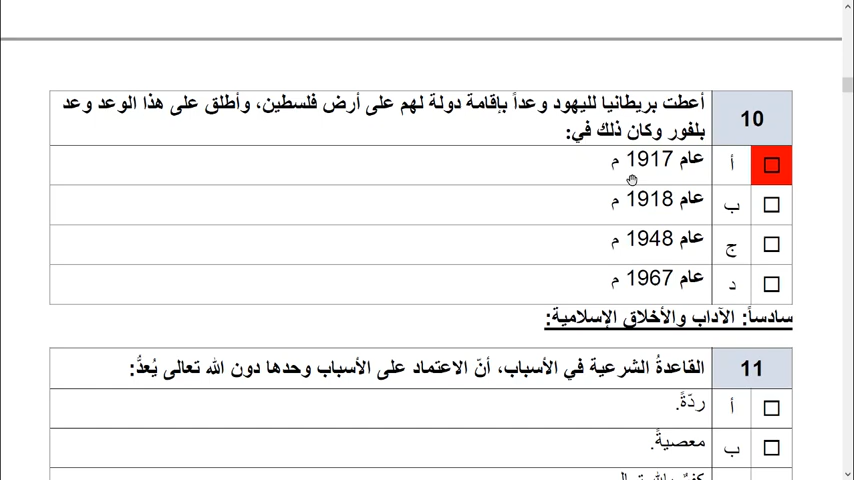 10
أعطت بريطانيا لليهود وعداً بإقامة دولة لهم على أرض فلسطين، وأطلق على هذا الوعد وعد
بلفور وكان ذلك في:
أ عام 1917 م
ب عام 1918 م
ج عام 1948 م
د عام 1967 م
سادساً: الآداب والأخلاق الإسلامية:
11 القاعدةُ الشرعية في الأسباب، أنّ الاعتماد على الأسباب وحدها دون الله تعالى يُعدُّ:
أ ردّةً.
ب معصيةً.